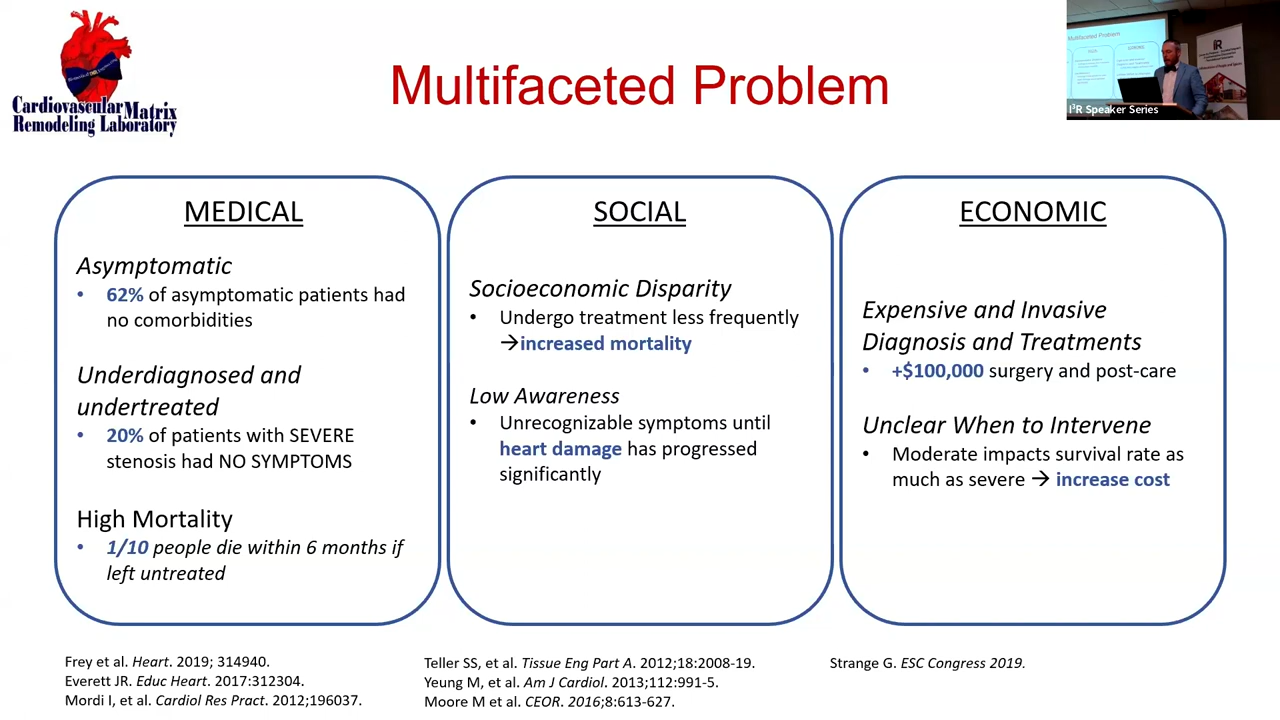 Cardiovascular Matrix
Remodeling Laboratory
Multifaceted Problem
Multifaceted Problem
I³R Speaker Series
MEDICAL
Asymptomatic
• 62% of asymptomatic patients had
no comorbidities
Underdiagnosed and
undertreated
• 20% of patients with SEVERE
stenosis had NO SYMPTOMS
High Mortality
• 1/10 people die within 6 months if
left untreated
SOCIAL
Socioeconomic Disparity
• Undergo treatment less frequently
→increased mortality
Low Awareness
• Unrecognizable symptoms until
heart damage has progressed
significantly
ECONOMIC
Expensive and Invasive
Diagnosis and Treatments
• +$100,000 surgery and post-care
Unclear When to Intervene
• Moderate impacts survival rate as
much as severe → increase cost
Frey et al. Heart. 2019; 314940.
Everett JR. Educ Heart. 2017:312304.
Mordi I, et al. Cardiol Res Pract. 2012;196037.
Teller SS, et al. Tissue Eng Part A. 2012;18:2008-19.
Yeung M, et al. Am J Cardiol. 2013;112:991-5.
Moore M et al. CEOR. 2016;8:613-627.
Strange G. ESC Congress 2019.